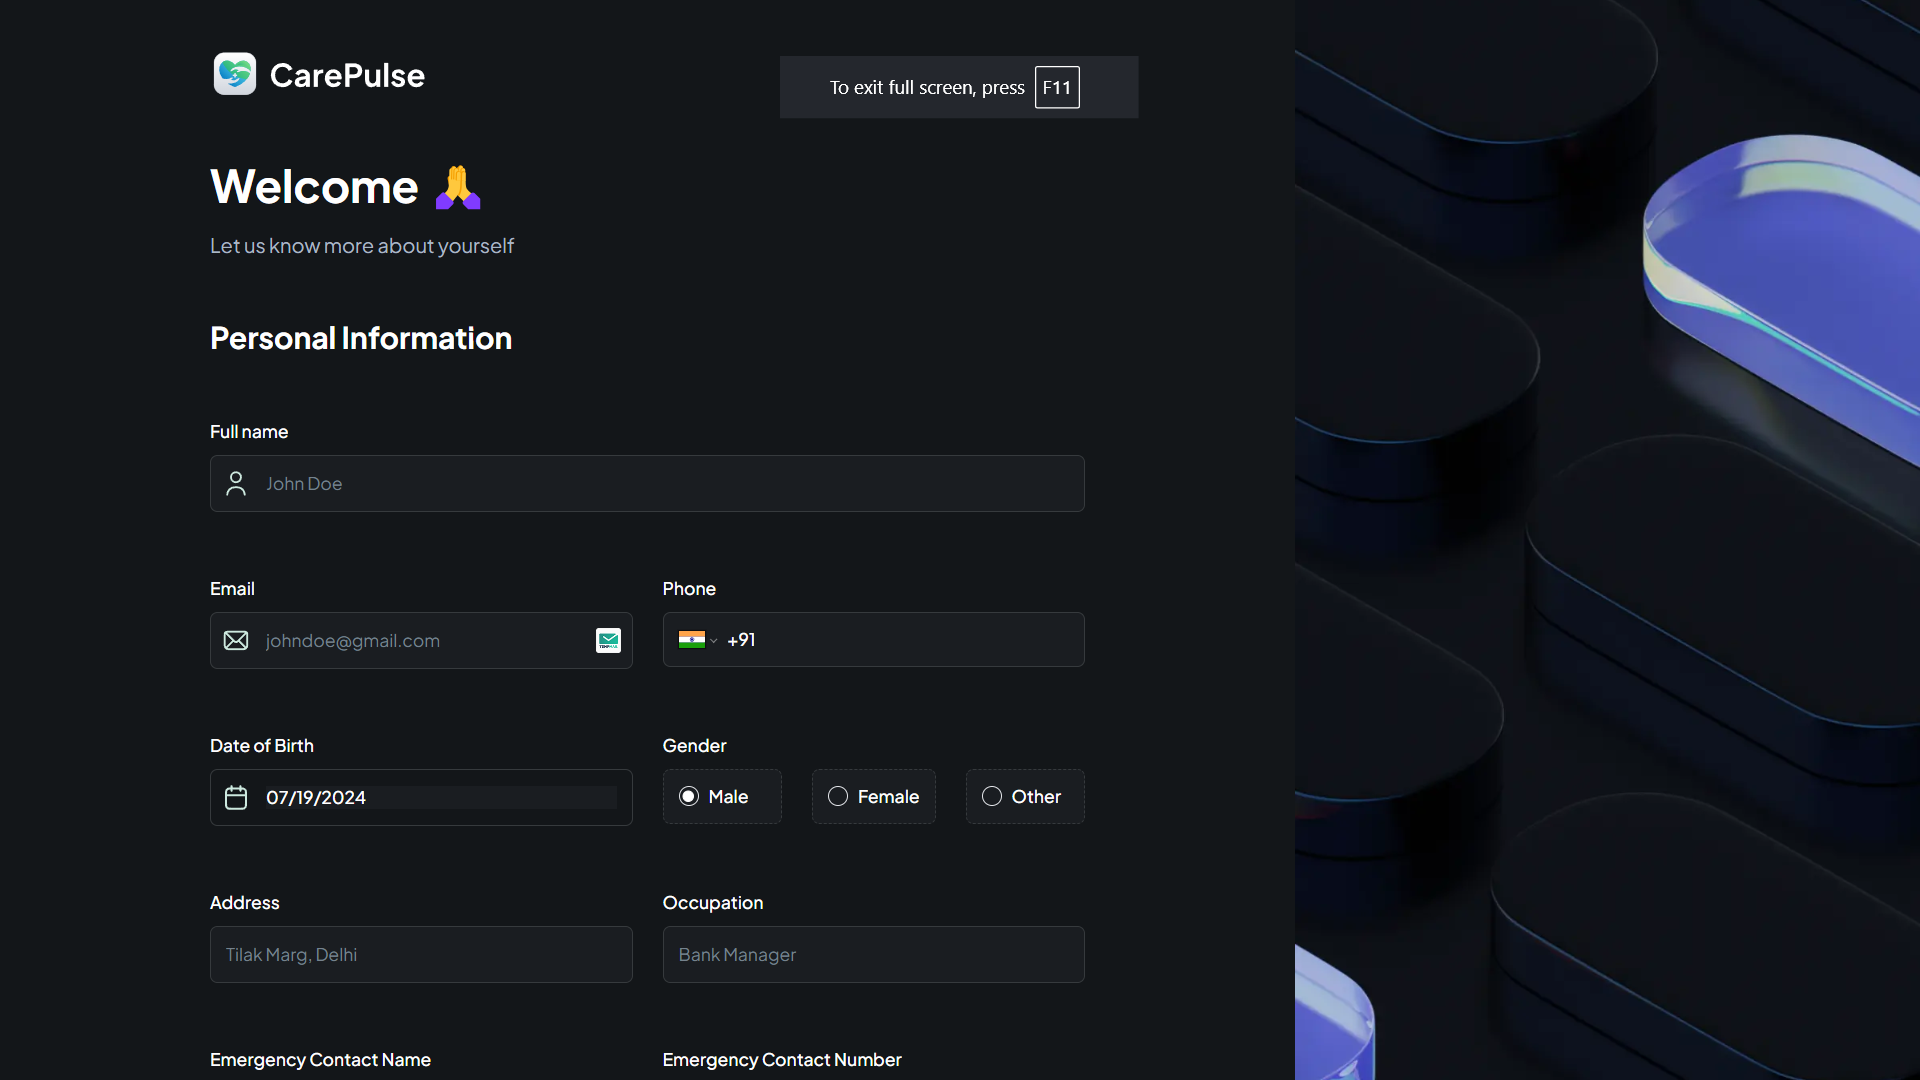 CarePulse
To exit full screen, press F11
Welcome 🙏
Let us know more about yourself
Personal Information
Full name
John Doe
Email
Phone
johndoe@gmail.com
+91
Date of Birth
Gender
07/19/2024
Male
Female
Other
Address
Occupation
Tilak Marg, Delhi
Bank Manager
Emergency Contact Name
Emergency Contact Number